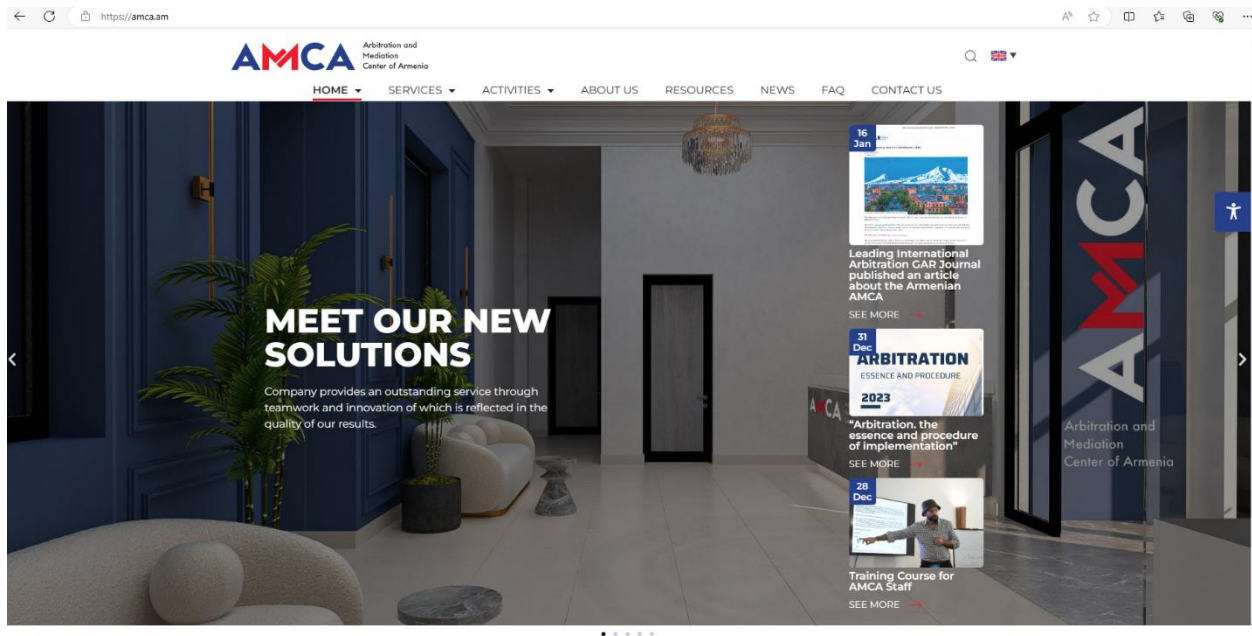 https://amca.am
AMCA
Arbitration and
Mediation
Center of Armenia
HOME
SERVICES
ACTIVITIES
ABOUT US
RESOURCES
NEWS
FAQ
CONTACT US
MEET OUR NEW
SOLUTIONS
Company provides an outstanding service through
teamwork and innovation of which is reflected in the
quality of our results.
16
Jan
Leading International
Arbitration GAR Journal
published an article
about the Armenian
AMCA
SEE MORE
31
Dec
ARBITRATION
ESSENCE AND PROCEDURE
2023
"Arbitration. the
essence and procedure
of implementation"
SEE MORE
28
Dec
Training Course for
AMCA Staff
SEE MORE
AMCA
AMCA
Arbitration and
Mediation
Center of Armenia